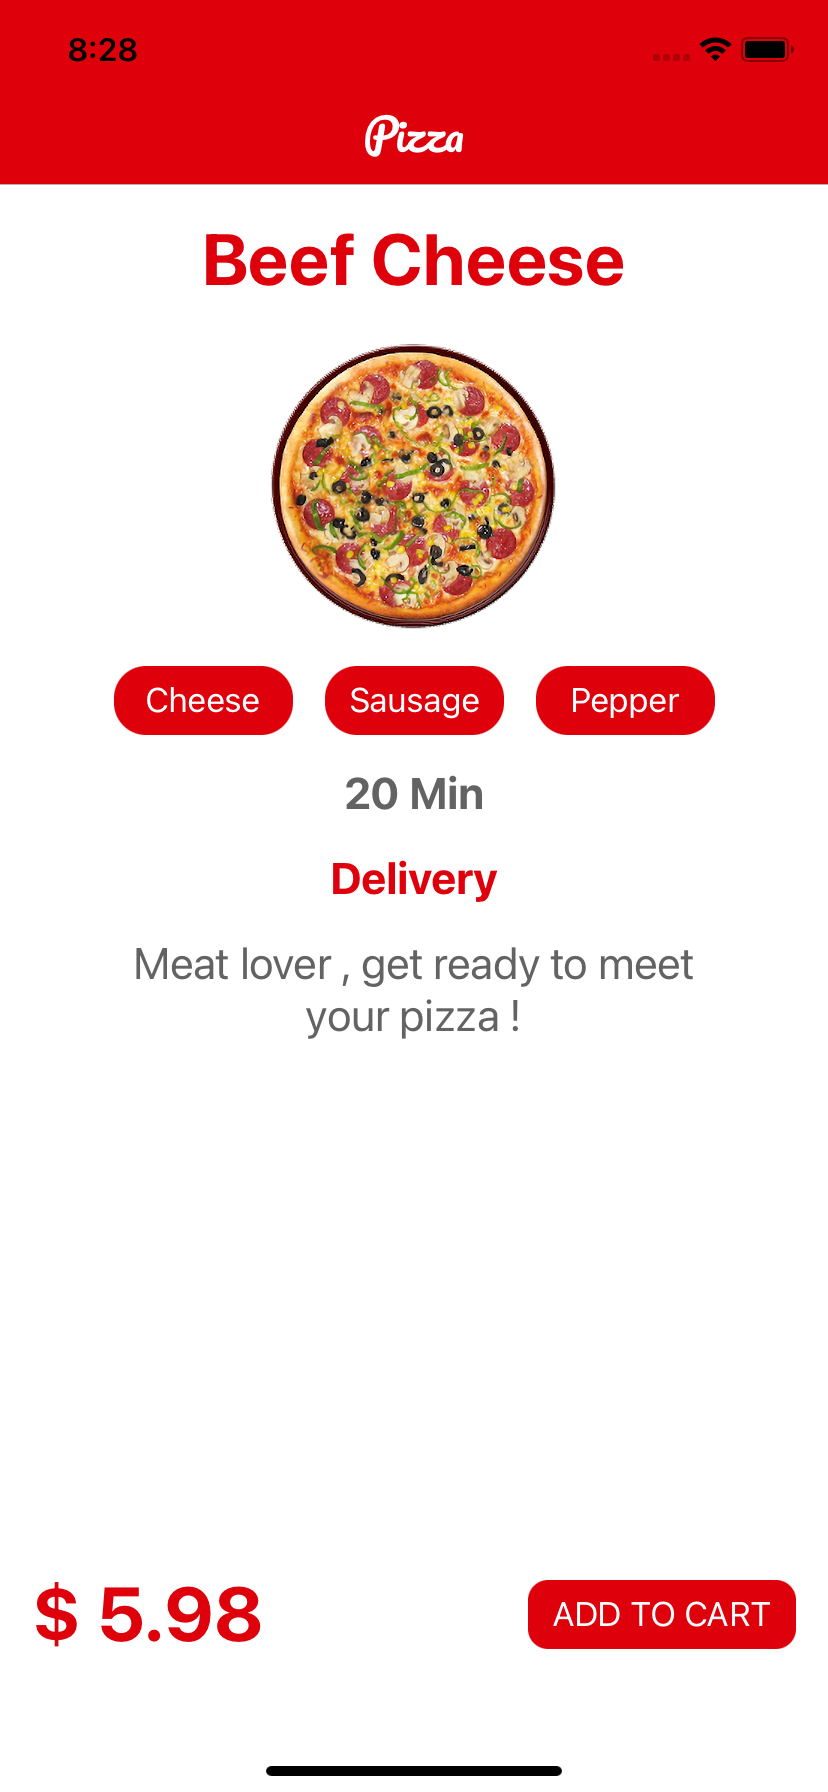 8:28
Pizza
Beef Cheese
Cheese Sausage Pepper
20 Min
Delivery
Meat lover , get ready to meet
your pizza !
$ 5.98 ADD TO CART